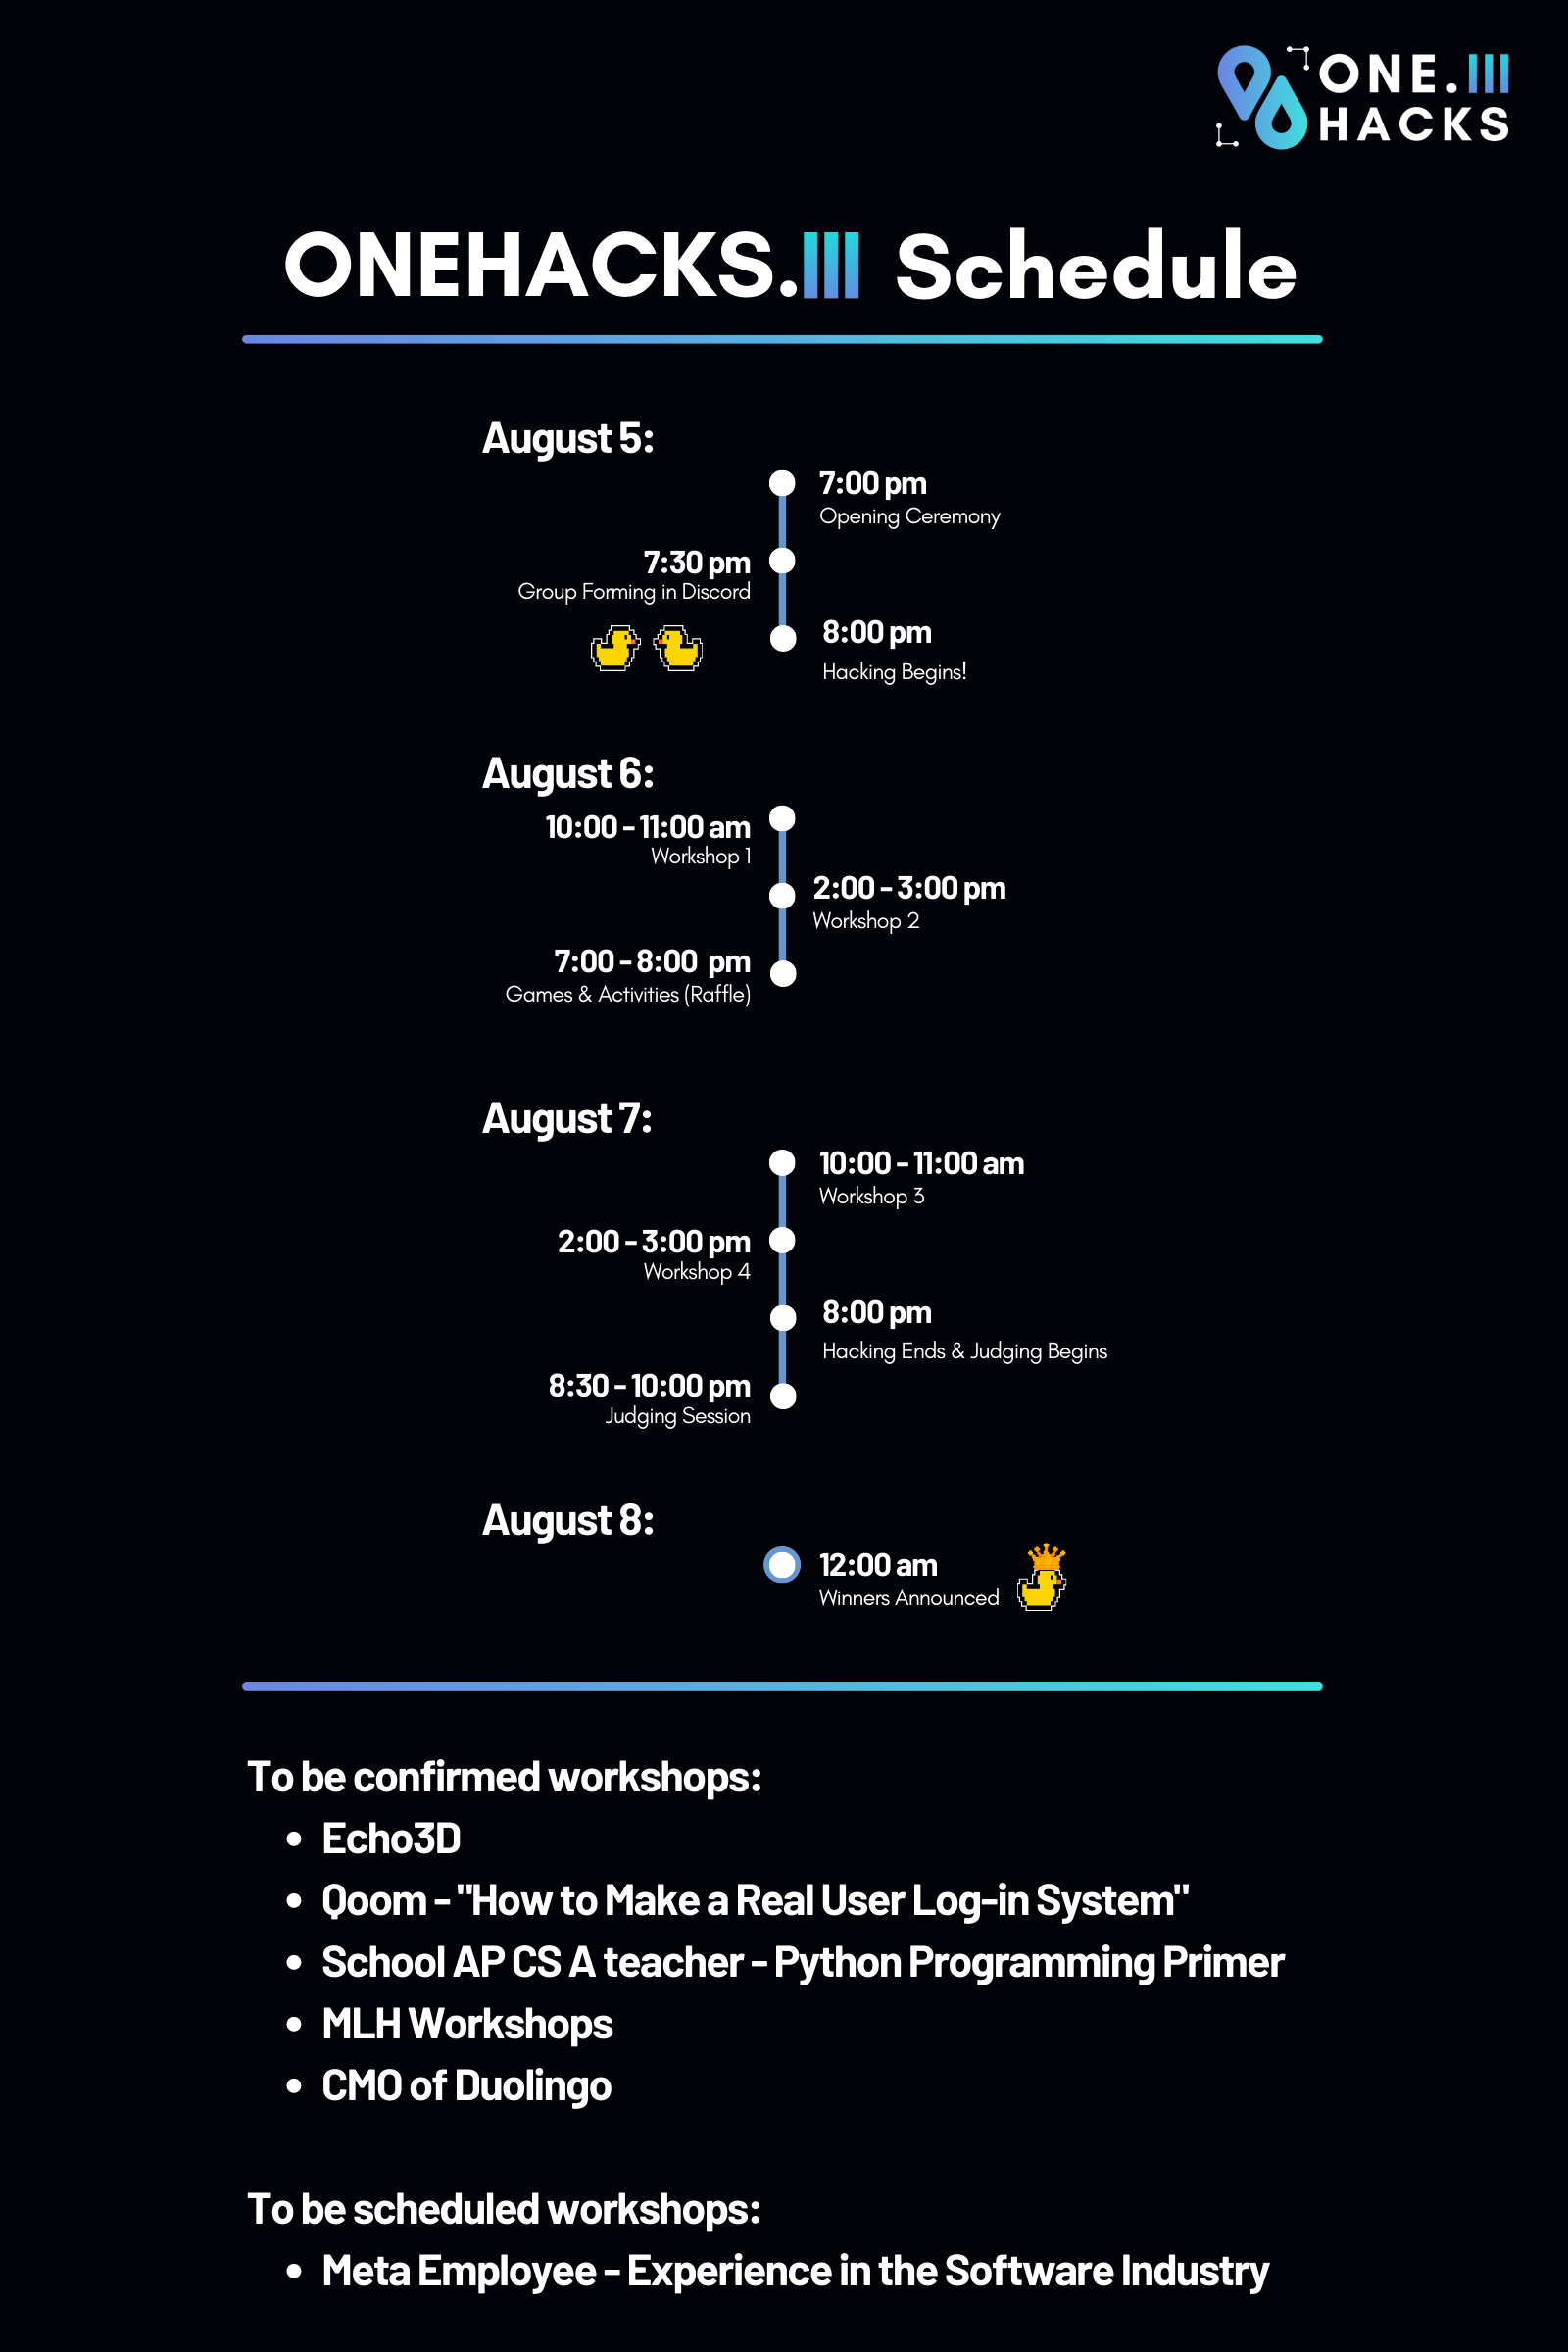 ONE.III
HACKS
ONEHACKS.III Schedule
August 5:
7:00 pm
Opening Ceremony
7:30 pm
Group Forming in Discord
8:00 pm
Hacking Begins!
August 6:
10:00 - 11:00 am
Workshop 1
2:00 - 3:00 pm
Workshop 2
7:00 - 8:00 pm
Games & Activities (Raffle)
August 7:
10:00 - 11:00 am
Workshop 3
2:00 - 3:00 pm
Workshop 4
8:00 pm
Hacking Ends & Judging Begins
8:30 - 10:00 pm
Judging Session
August 8:
12:00 am
Winners Announced
To be confirmed workshops:
• Echo3D
• Qoom - "How to Make a Real User Log-in System"
• School AP CS A teacher - Python Programming Primer
• MLH Workshops
• CMO of Duolingo
To be scheduled workshops:
• Meta Employee - Experience in the Software Industry